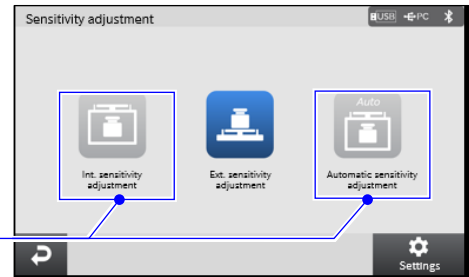 Sensitivity adjustment
USB PC
Auto
Int. sensitivity
adjustment
Ext. sensitivity
adjustment
Automatic sensitivity
adjustment
Settings